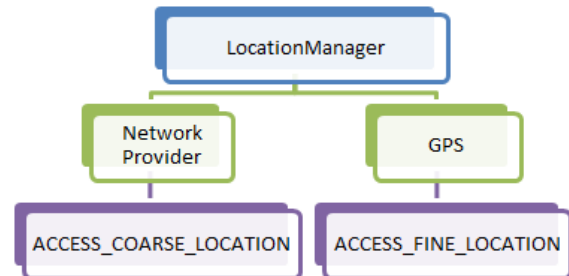 LocationManager
Network
Provider
GPS
ACCESS_COARSE_LOCATION
ACCESS_FINE_LOCATION